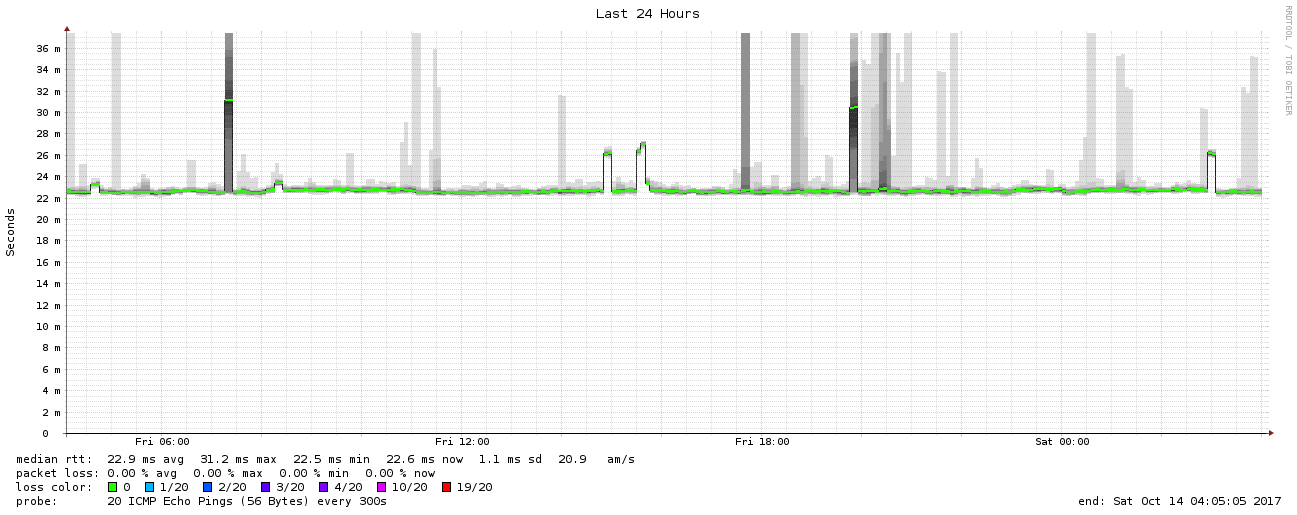 Last 24 Hours
RRDTOOL / TOBI OETIKER
Seconds
36 m
34 m
32 m
30 m
28 m
26 m
24 m
22 m
20 m
18 m
16 m
14 m
12 m
10 m
8 m
6 m
4 m
2 m
0
Fri 06:00 Fri 12:00 Fri 18:00 Sat 00:00
median rtt: 22.9 ms avg 31.2 ms max 22.5 ms min 22.6 ms now 1.1 ms sd 20.9 am/s
packet loss: 0.00 % avg 0.00 % max 0.00 % min 0.00 % now
loss color: 0 1/20 2/20 3/20 4/20 10/20 19/20
probe: 20 ICMP Echo Pings (56 Bytes) every 300s end: Sat Oct 14 04:05:05 2017